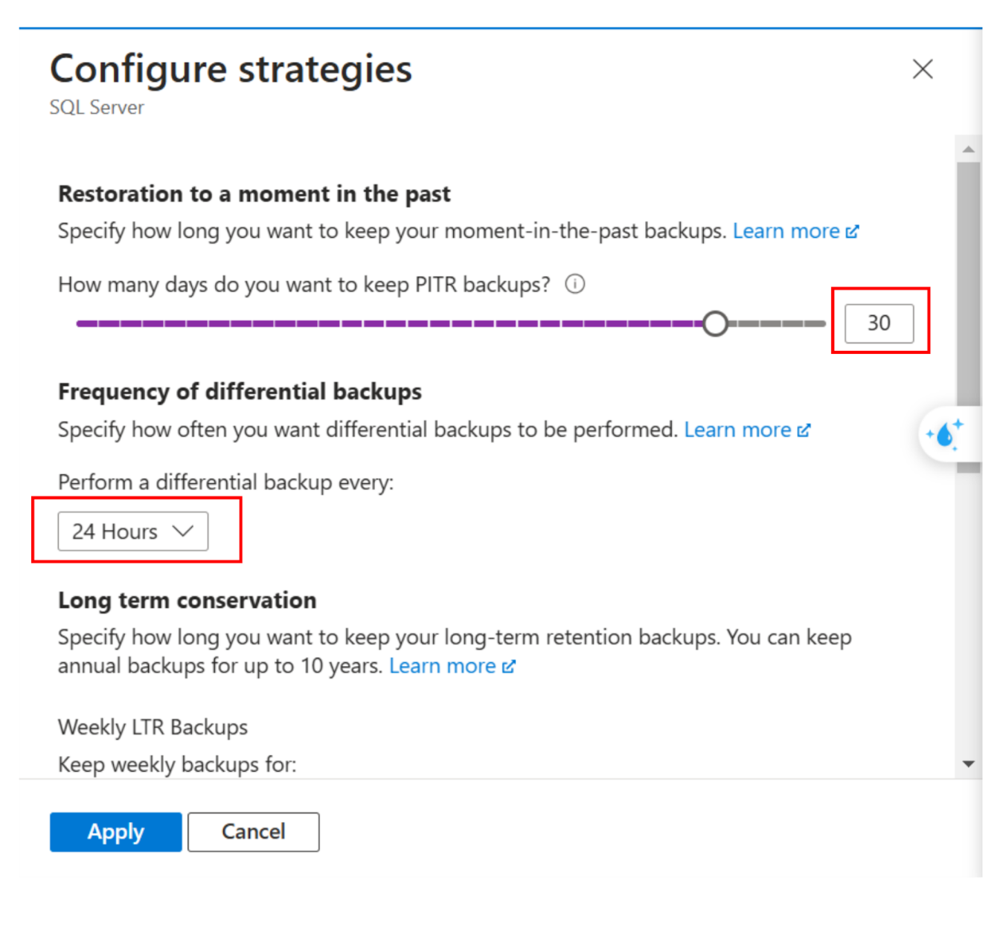 Configure strategies
SQL Server
Restoration to a moment in the past
Specify how long you want to keep your moment-in-the-past backups. Learn more
How many days do you want to keep PITR backups?
30
Frequency of differential backups
Specify how often you want differential backups to be performed. Learn more
Perform a differential backup every:
24 Hours
Long term conservation
Specify how long you want to keep your long-term retention backups. You can keep
annual backups for up to 10 years. Learn more
Weekly LTR Backups
Keep weekly backups for:
Apply Cancel